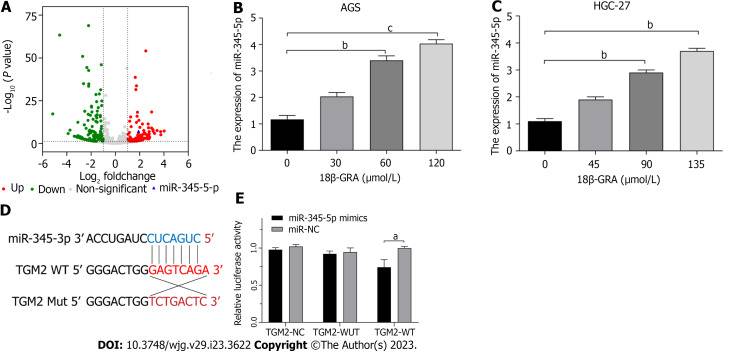 A
-Log10 (P value)
75
50
25
0
-6
-4
-2
0
2
4
6
Log2 foldchange
Up Down Non-significant miR-345-5-p
B
AGS
The expression of miR-345-5p
5
4
3
2
1
0
b
c
0 30 60 120
18β-GRA (μmol/L)
C
HGC-27
The expression of miR-345-5p
5
4
3
2
1
0
b
b
0 45 90 135
18β-GRA (μmol/L)
D
miR-345-3p 3′ ACCUGAUCCUCAGUC 5′
TGM2 WT 5′ GGGACTGGGAGTCAGA 3′
TGM2 Mut 5′ GGGACTGGTCTGACTC 3′
E
miR-345-5p mimics
miR-NC
Relative luciferase activity
1.0
0.5
0.0
a
TGM2-NC TGM2-WUT TGM2-WT
DOI: 10.3748/wjg.v29.i23.3622 Copyright ©The Author(s) 2023.